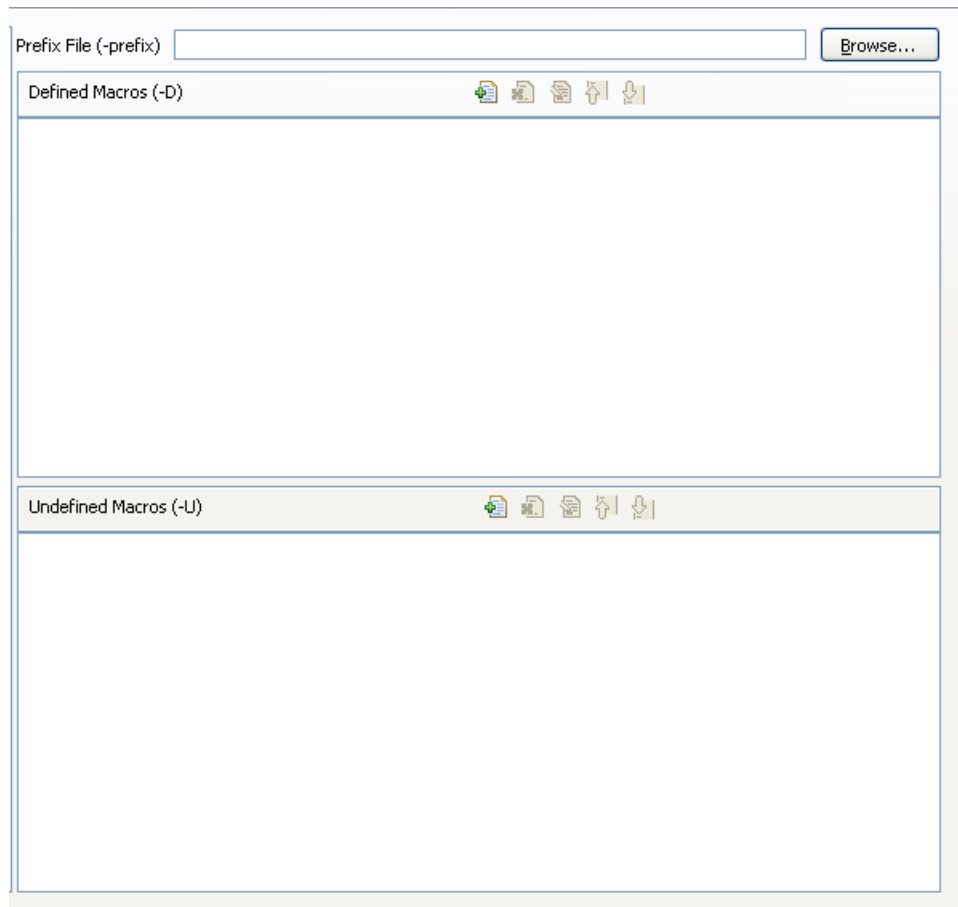 Prefix File (-prefix) Browse...
Defined Macros (-D)
Undefined Macros (-U)